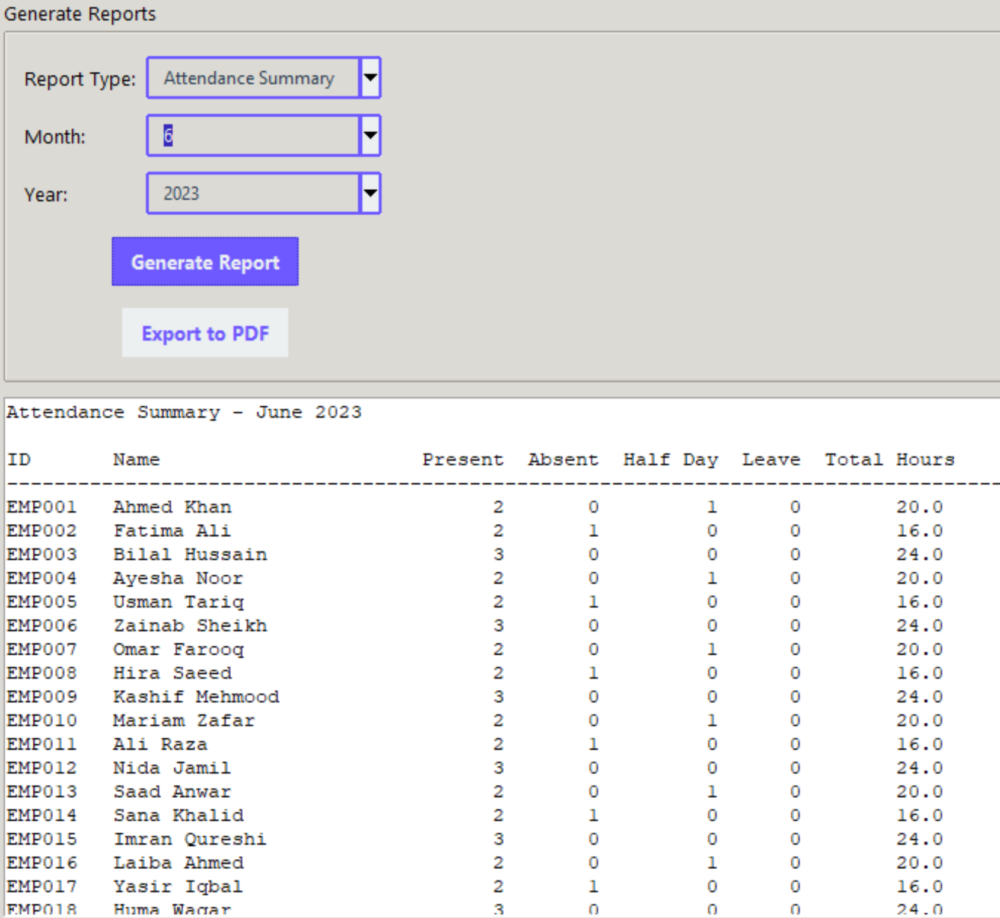 Generate Reports
Report Type: Attendance Summary
Month: 6
Year: 2023
Generate Report
Export to PDF
Attendance Summary - June 2023
ID Name Present Absent Half Day Leave Total Hours
--------------------------------------------------------------------------------
EMP001 Ahmed Khan 2 0 1 0 20.0
EMP002 Fatima Ali 2 1 0 0 16.0
EMP003 Bilal Hussain 3 0 0 0 24.0
EMP004 Ayesha Noor 2 0 1 0 20.0
EMP005 Usman Tariq 2 1 0 0 16.0
EMP006 Zainab Sheikh 3 0 0 0 24.0
EMP007 Omar Farooq 2 0 1 0 20.0
EMP008 Hira Saeed 2 1 0 0 16.0
EMP009 Kashif Mehmood 3 0 0 0 24.0
EMP010 Mariam Zafar 2 0 1 0 20.0
EMP011 Ali Raza 2 1 0 0 16.0
EMP012 Nida Jamil 3 0 0 0 24.0
EMP013 Saad Anwar 2 0 1 0 20.0
EMP014 Sana Khalid 2 1 0 0 16.0
EMP015 Imran Qureshi 3 0 0 0 24.0
EMP016 Laiba Ahmed 2 0 1 0 20.0
EMP017 Yasir Iqbal 2 1 0 0 16.0
EMP018 Huma Waqar 3 0 0 0 24.0